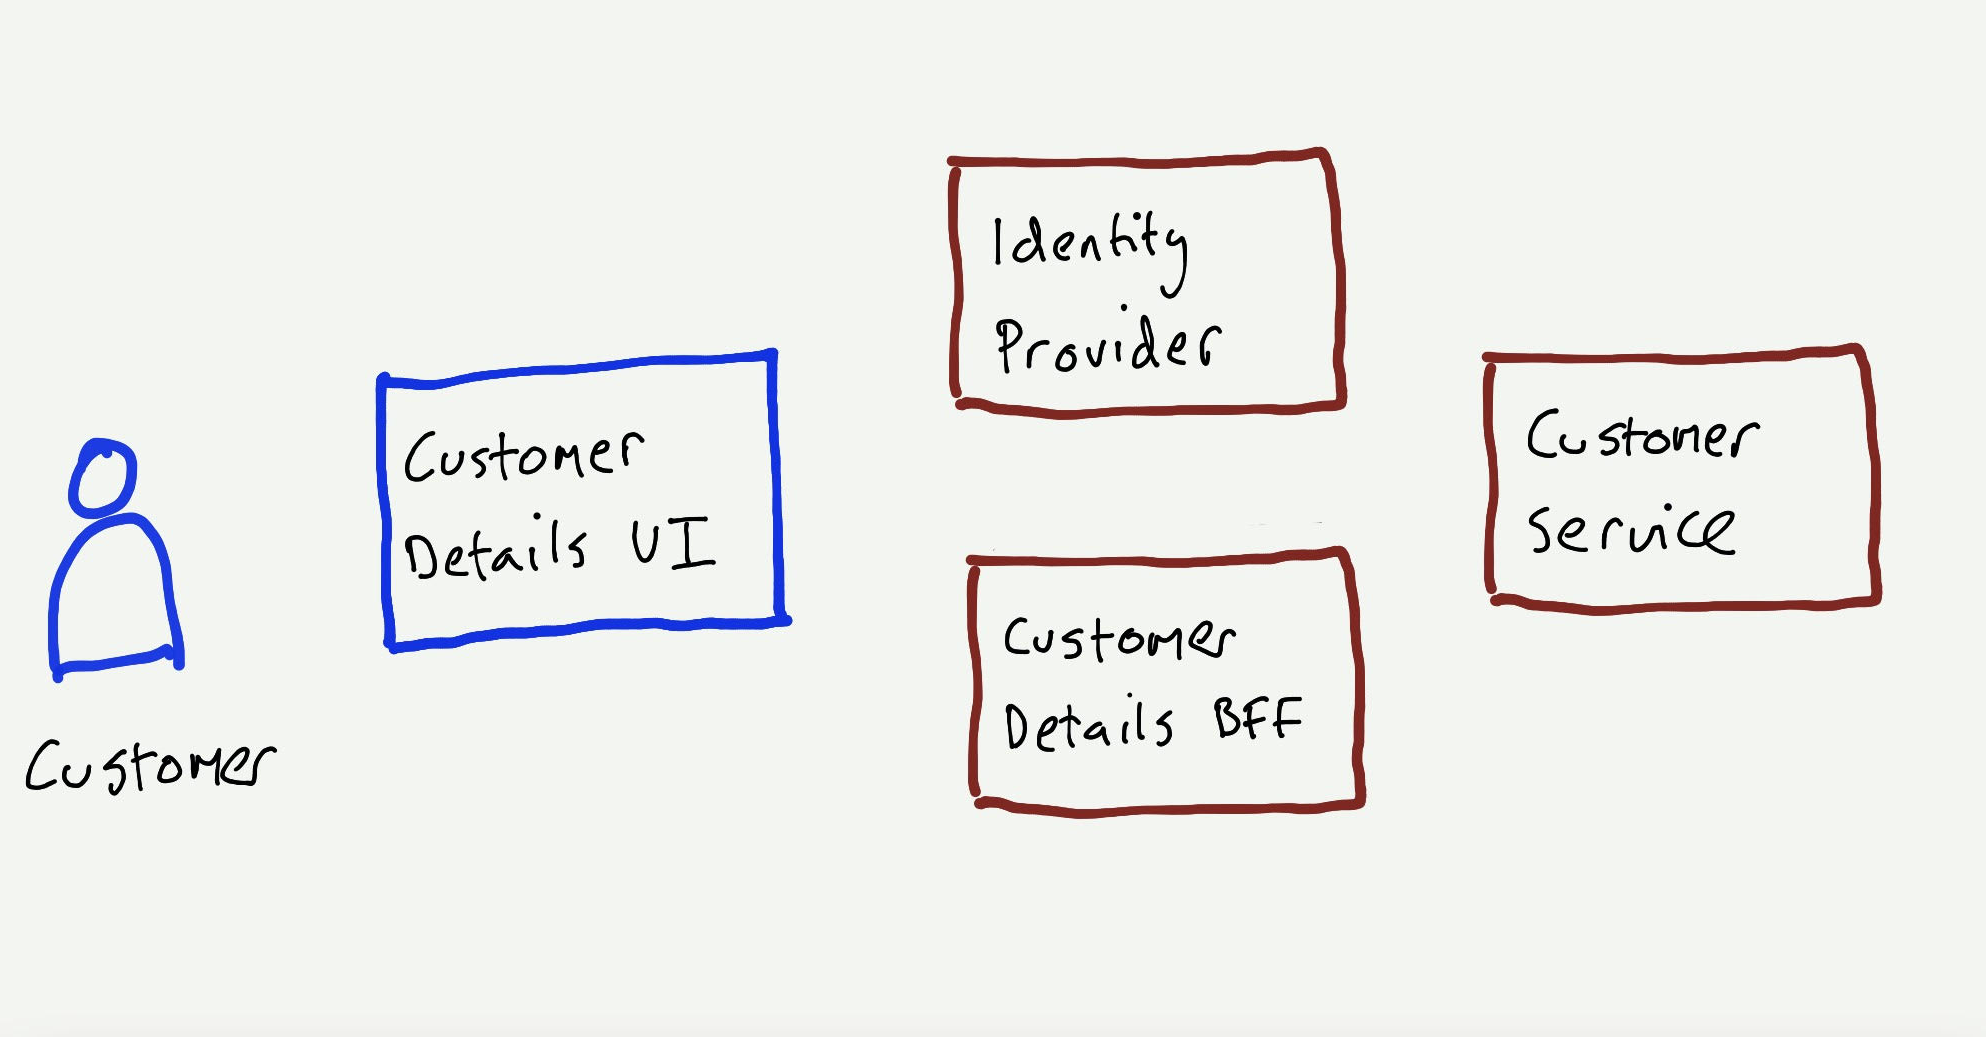 Identity
Provider
Customer
Details UI
Customer
Service
Customer
Details BFF
Customer